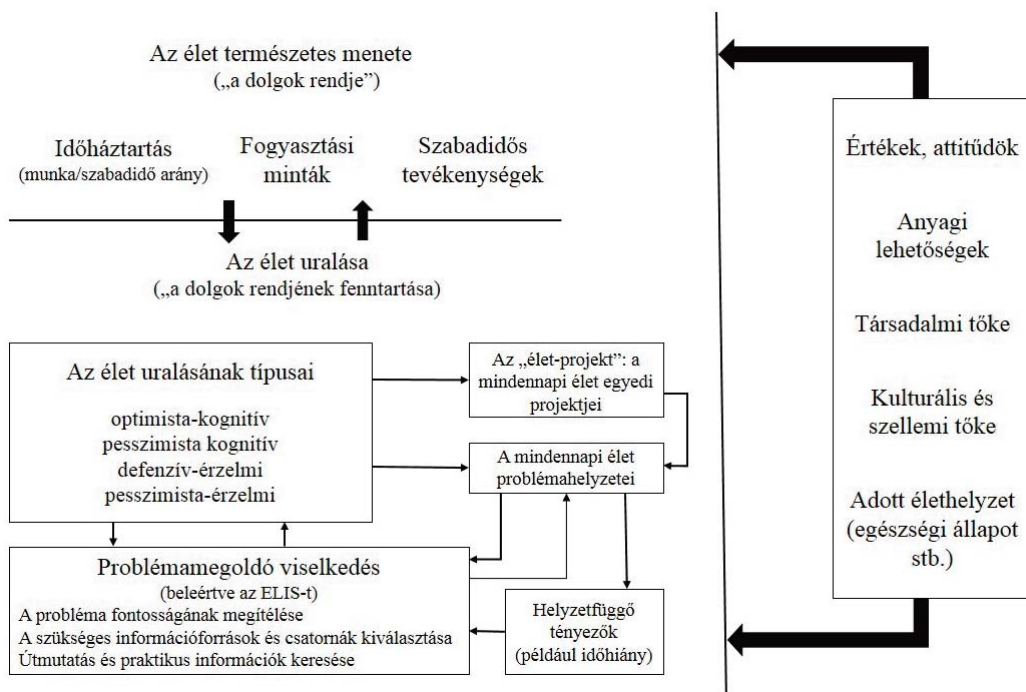 Az élet természetes menete
(„a dolgok rendje”)
Időháztartás
(munka/szabadidő arány)
Fogyasztási
minták
Szabadidős
tevékenységek
Az élet uralása
(„a dolgok rendjének fenntartása)
Az élet uralásának típusai
optimista-kognitív
pesszimista kognitív
defenzív-érzelmi
pesszimista-érzelmi
Az „élet-projekt”: a
mindennapi élet egyedi
projektjei
A mindennapi élet
problémahelyzetei
Problémamegoldó viselkedés
(beleértve az ELIS-t)
A probléma fontosságának megítélése
A szükséges információforrások és csatornák kiválasztása
Útmutatás és praktikus információk keresése
Helyzetfüggő
tényezők
(például időhiány)
Értékek, attitűdök
Anyagi
lehetőségek
Társadalmi tőke
Kulturális és
szellemi tőke
Adott élethelyzet
(egészségi állapot
stb.)